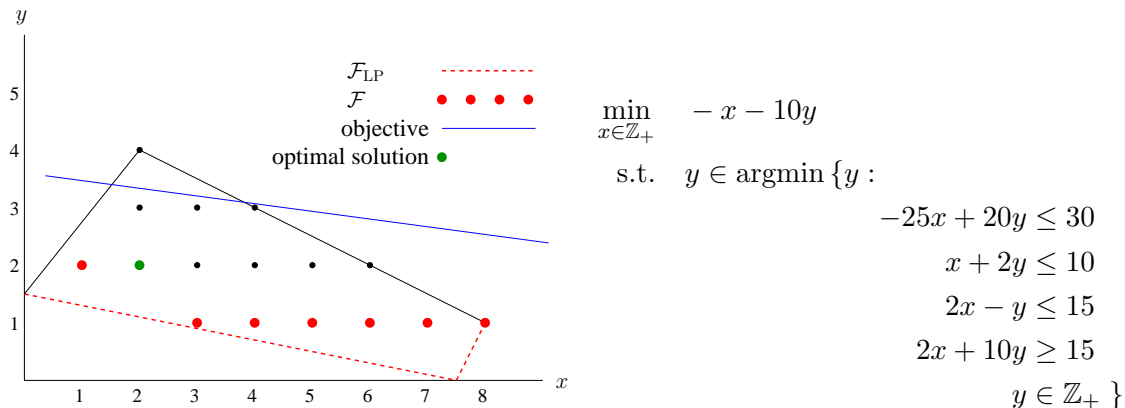 y
5
4
3
2
1
1 2 3 4 5 6 7 8 x
ℱ_LP
ℱ
objective
optimal solution
min − x − 10y
x∈ℤ₊
s.t. y ∈ argmin {y :
−25x + 20y ≤ 30
x + 2y ≤ 10
2x − y ≤ 15
2x + 10y ≥ 15
y ∈ ℤ₊ }